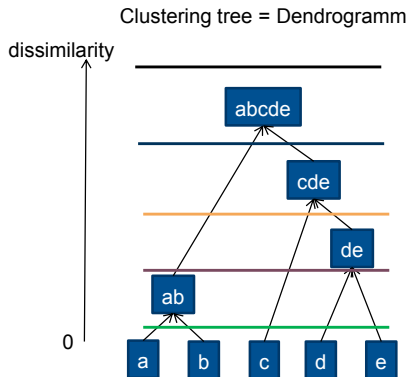 Clustering tree = Dendrogramm
dissimilarity
abcde
cde
de
ab
0
a b c d e